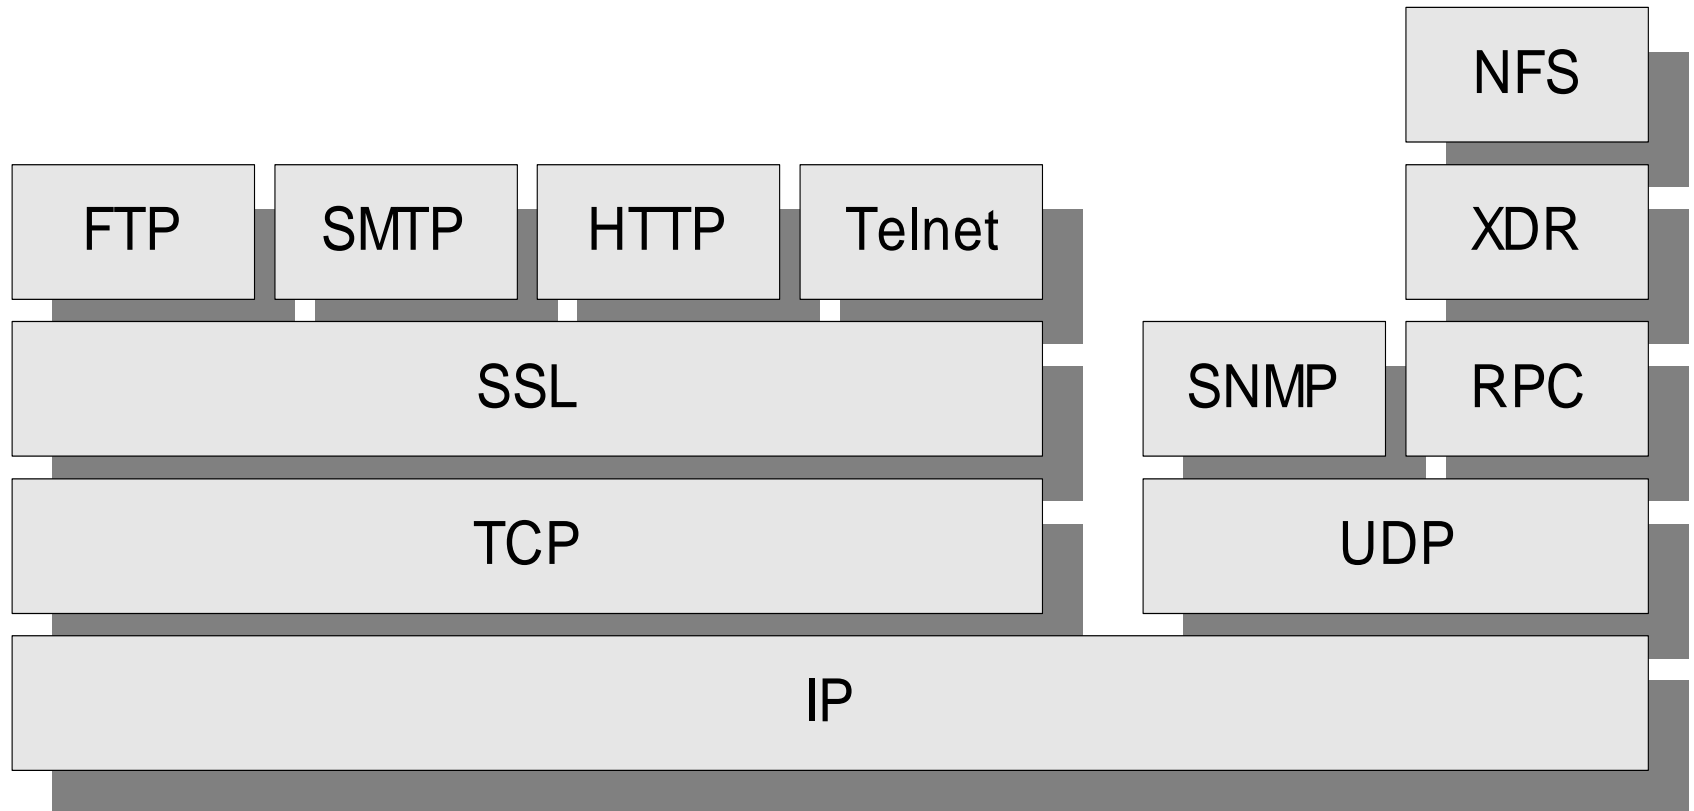 NFS
FTP
SMTP
HTTP
Telnet
XDR
SSL
SNMP
RPC
TCP
UDP
IP